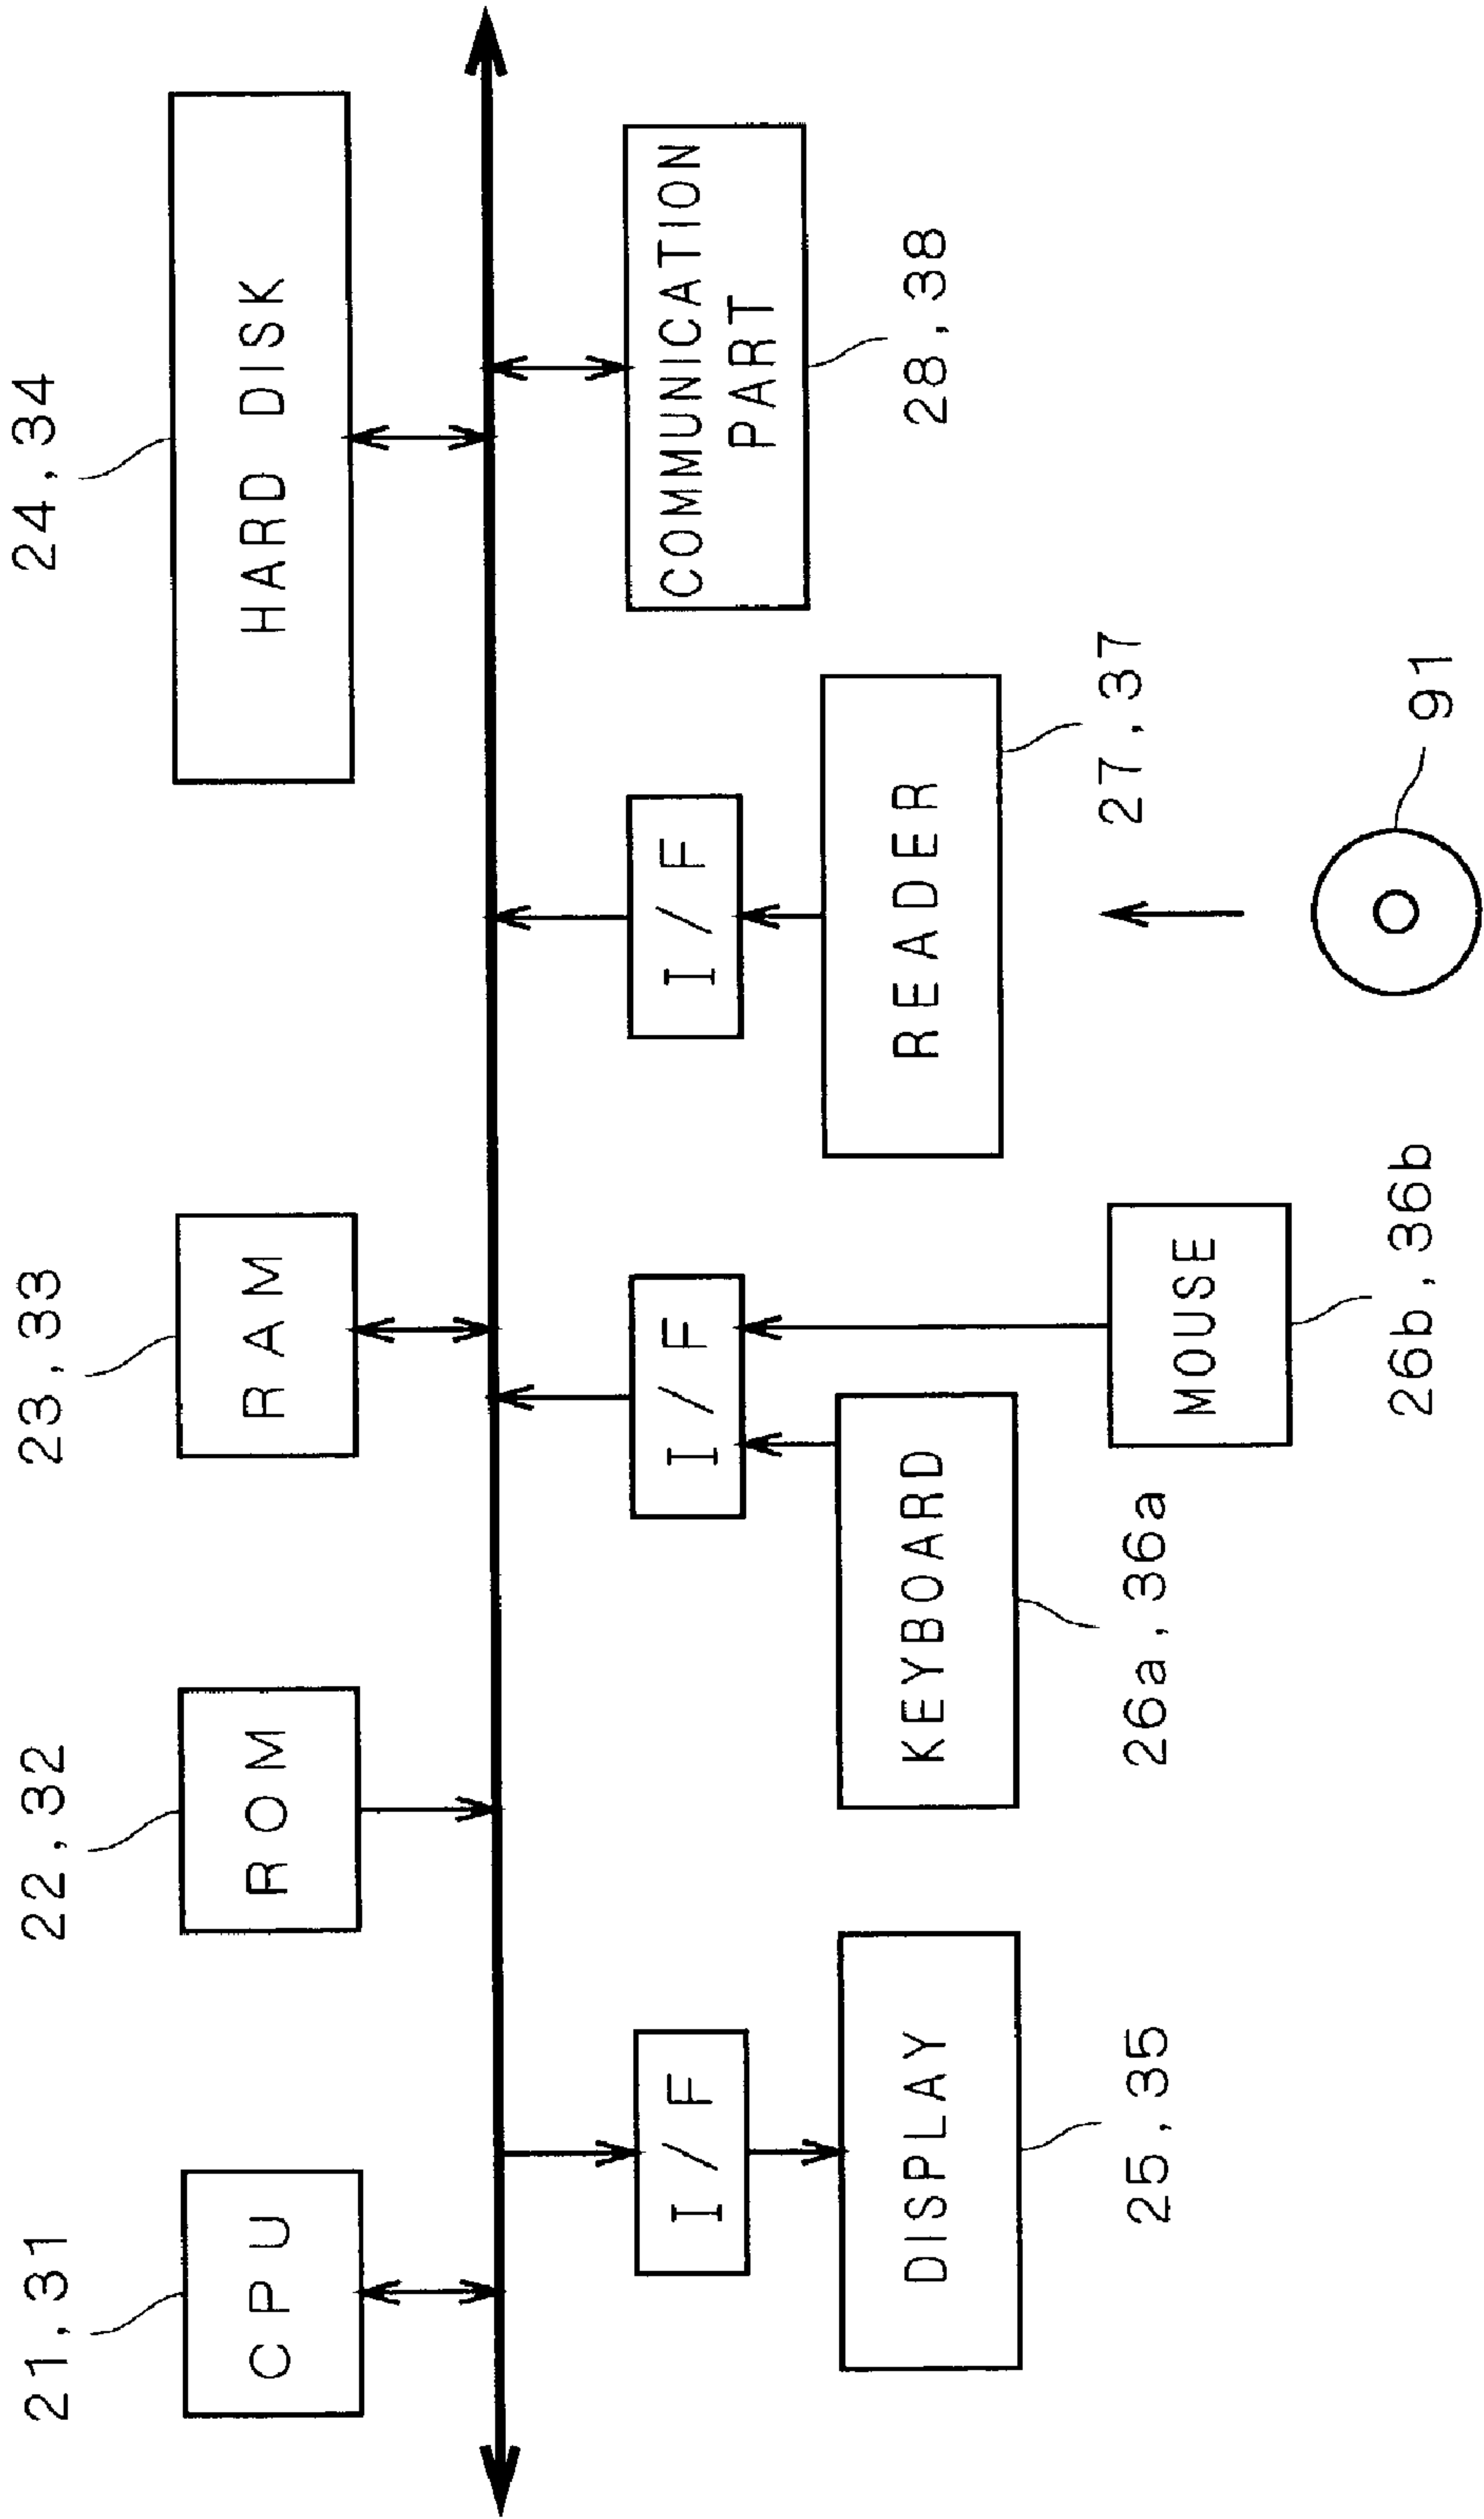 21,31
22,32
23,33
24,34
CPU
ROM
RAM
HARD DISK
I/F
I/F
I/F
COMMUNICATION
PART
28,38
DISPLAY
KEYBOARD
READER
25,35
26a,36a
MOUSE
27,37
26b,36b
91